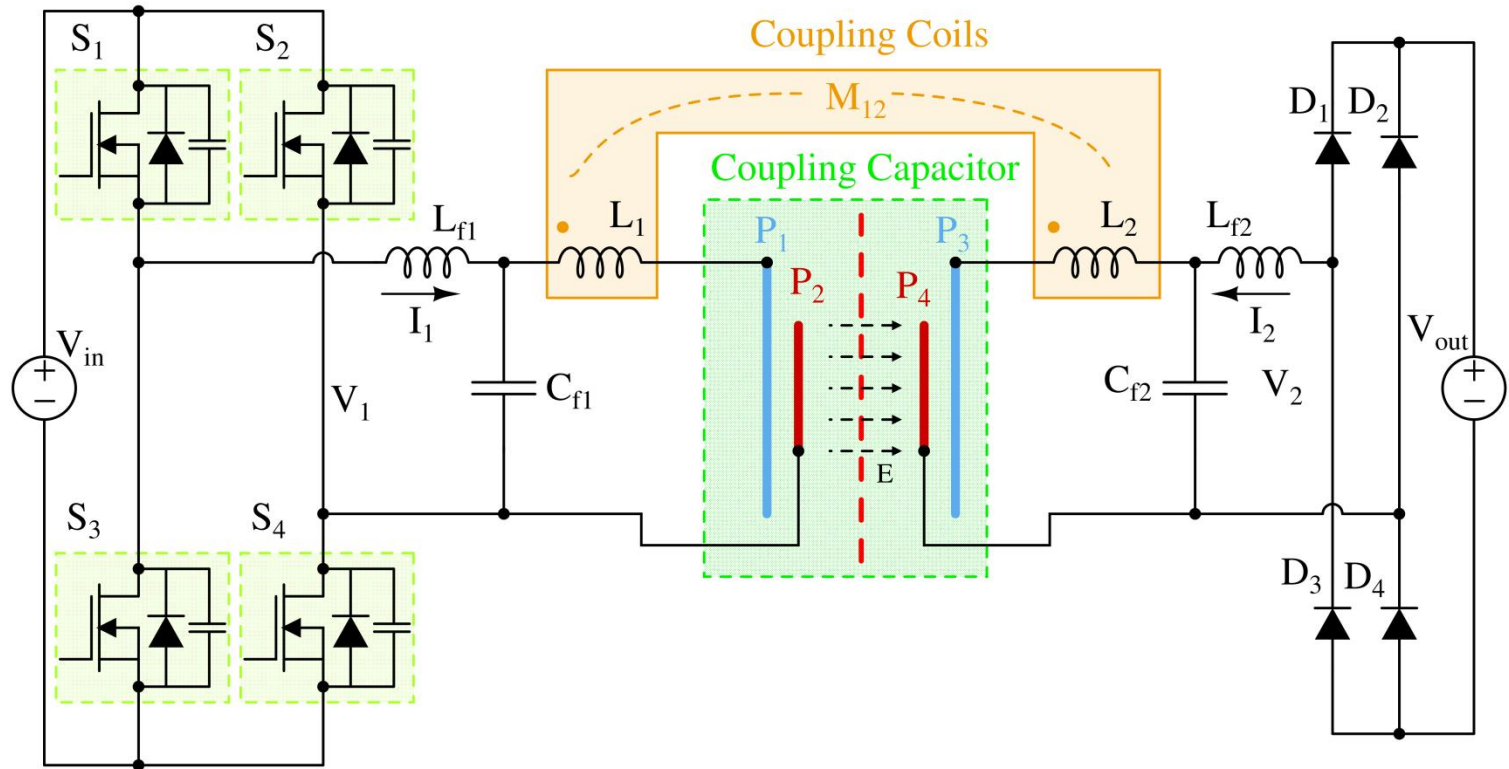 Coupling Coils
M12
S1
S2
D1
D2
Coupling Capacitor
Lf1
L1
P1
P3
L2
Lf2
P2
P4
I1
I2
Vin
+
−
V1
Cf1
E
Cf2
V2
Vout
+
−
S3
S4
D3
D4